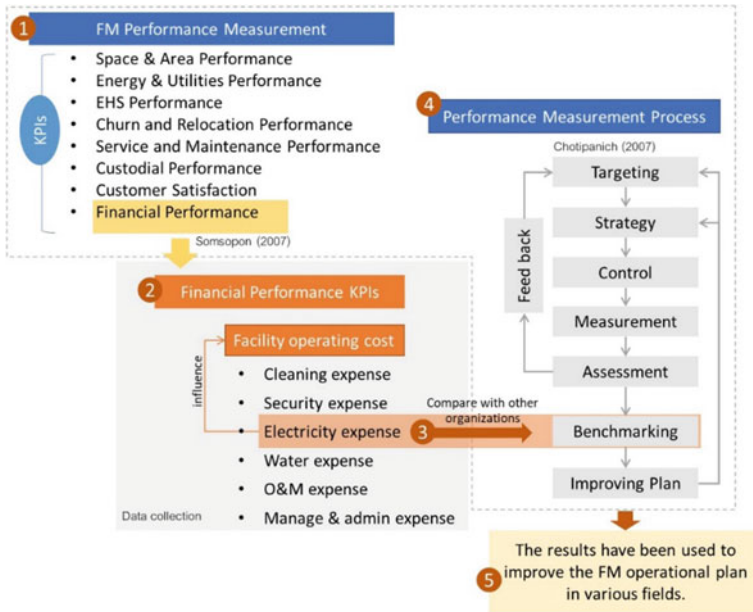 1 FM Performance Measurement
KPIs
• Space & Area Performance
• Energy & Utilities Performance
• EHS Performance
• Churn and Relocation Performance
• Service and Maintenance Performance
• Custodial Performance
• Customer Satisfaction
• Financial Performance
Somsopon (2007)
2 Financial Performance KPIs
Facility operating cost
influence
• Cleaning expense
• Security expense
• Electricity expense
• Water expense
• O&M expense
• Manage & admin expense
Data collection
3
Compare with other
organizations
4 Performance Measurement Process
Chotipanich (2007)
Targeting
Strategy
Control
Measurement
Assessment
Feed back
Benchmarking
Improving Plan
5
The results have been used to
improve the FM operational plan
in various fields.